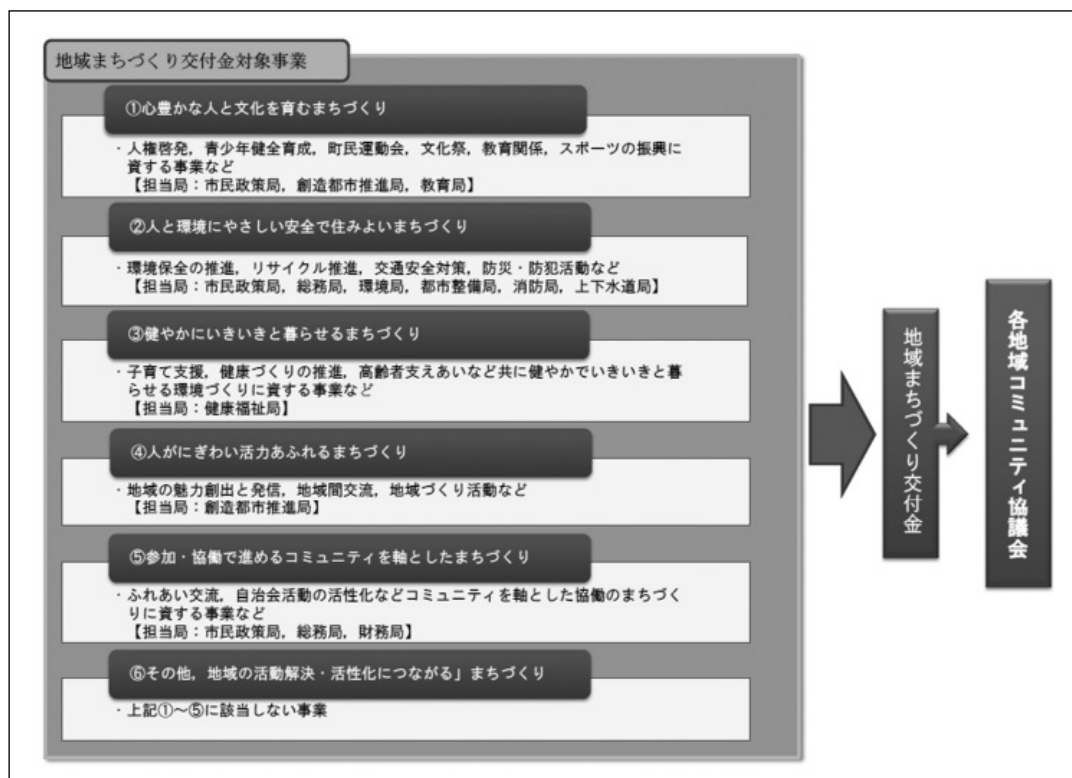 地域まちづくり交付金対象事業
①心豊かな人と文化を育むまちづくり
・人権啓発，青少年健全育成，町民運動会，文化祭，教育関係，スポーツの振興に
資する事業など
【担当局：市民政策局，創造都市推進局，教育局】
②人と環境にやさしい安全で住みよいまちづくり
・環境保全の推進，リサイクル推進，交通安全対策，防災・防犯活動など
【担当局：市民政策局，総務局，環境局，都市整備局，消防局，上下水道局】
③健やかにいきいきと暮らせるまちづくり
・子育て支援，健康づくりの推進，高齢者支えあいなど共に健やかでいきいきと暮
らせる環境づくりに資する事業など
【担当局：健康福祉局】
④人がにぎわい活力あふれるまちづくり
・地域の魅力創出と発信，地域間交流，地域づくり活動など
【担当局：創造都市推進局】
⑤参加・協働で進めるコミュニティを軸としたまちづくり
・ふれあい交流，自治会活動の活性化などコミュニティを軸とした協働のまちづく
りに資する事業など
【担当局：市民政策局，総務局，財務局】
⑥その他，地域の活動解決・活性化につながる」まちづくり
・上記①～⑤に該当しない事業
地域まちづくり交付金
各地域コミュニティ協議会